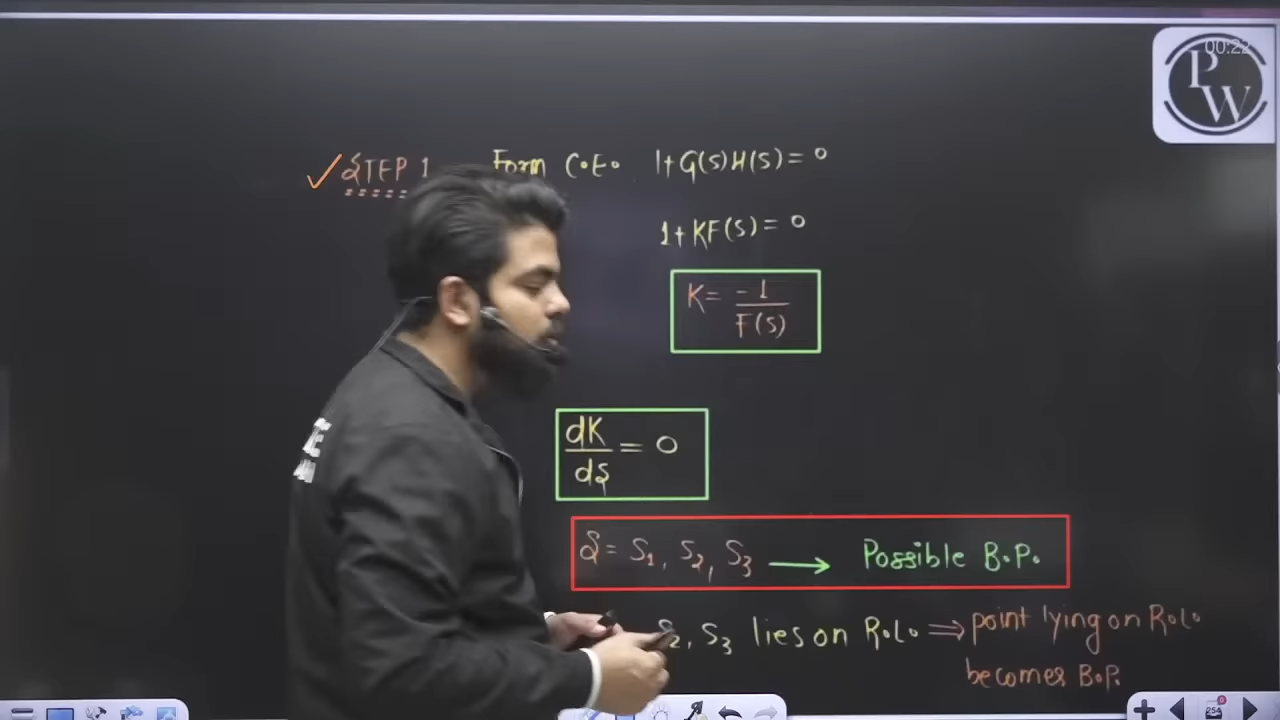 00:22
P
W
✓ STEP 1 Form C.E. 1+G(s)H(s)=0
1+KF(s)=0
K= -1/F(s)
dK/ds = 0
S= S1, S2, S3 → Possible B.P.
S2, S3 lies on R.L. ⇒ point lying on R.L.
becomes B.P.
254